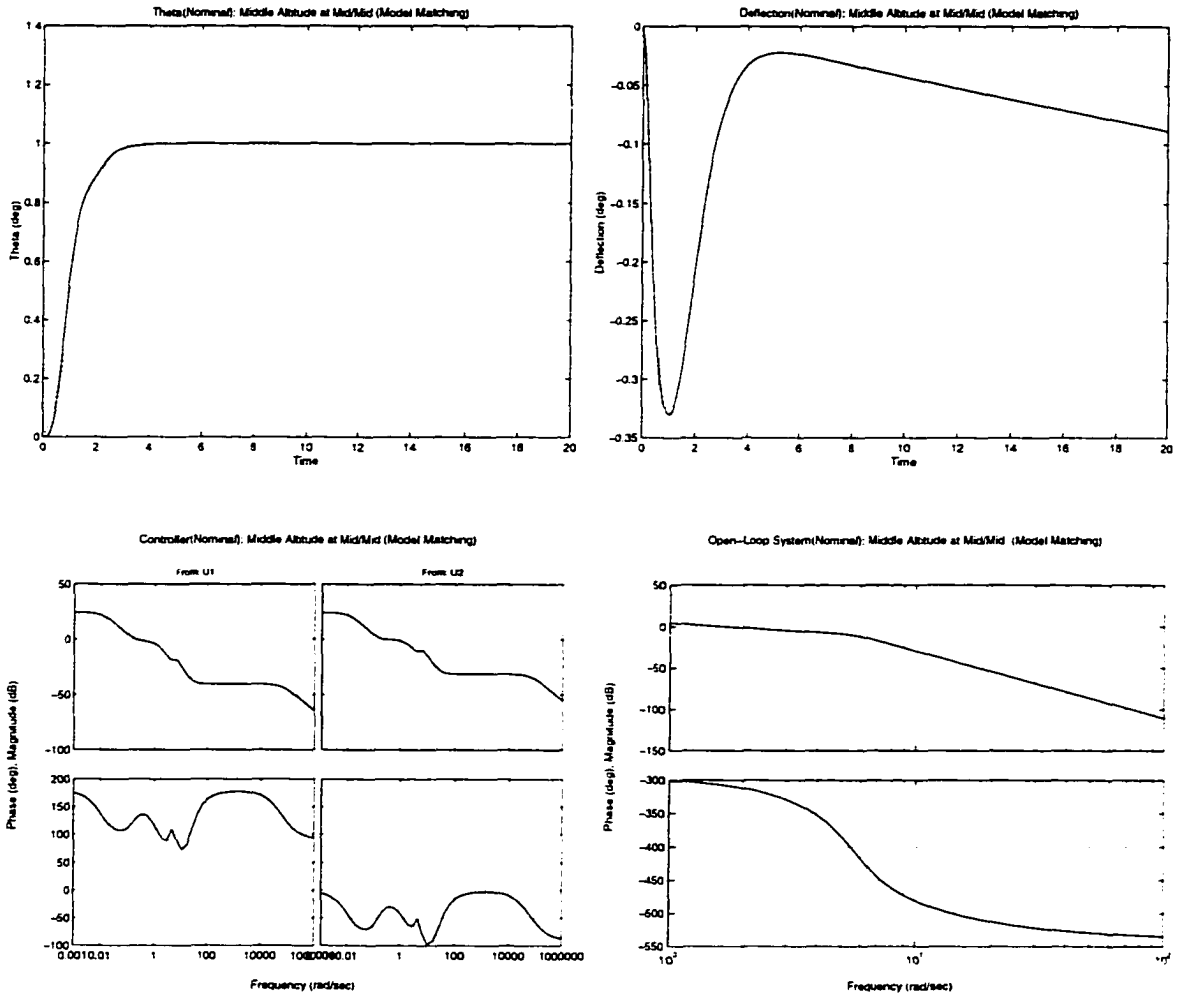 Theta(Nominal): Middle Altitude at Mid/Mid (Model Matching)
1.4
1.2
1
0.8
0.6
0.4
0.2
0
Theta (deg)
0 2 4 6 8 10 12 14 16 18 20
Time
Deflection(Nominal): Middle Altitude at Mid/Mid (Model Matching)
0
-0.05
-0.1
-0.15
-0.2
-0.25
-0.3
-0.35
Deflection (deg)
0 2 4 6 8 10 12 14 16 18 20
Time
Controller(Nominal): Middle Altitude at Mid/Mid (Model Matching)
From: U1
From: U2
50
0
-50
-100
200
150
100
50
0
-50
-100
Phase (deg), Magnitude (dB)
0.001 0.01 1 100 10000
0.01 1 100 10000 1000000
Frequency (rad/sec)
Open-Loop System(Nominal): Middle Altitude at Mid/Mid (Model Matching)
50
0
-50
-100
-150
-300
-350
-400
-450
-500
-550
Phase (deg), Magnitude (dB)
Frequency (rad/sec)